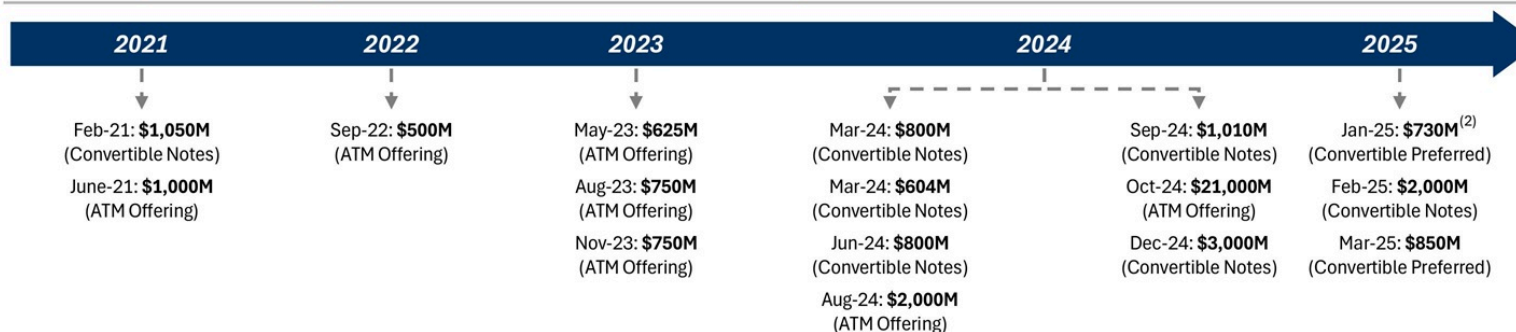 2021
2022
2023
2024
2025
Feb-21: $1,050M
(Convertible Notes)
June-21: $1,000M
(ATM Offering)
Sep-22: $500M
(ATM Offering)
May-23: $625M
(ATM Offering)
Aug-23: $750M
(ATM Offering)
Nov-23: $750M
(ATM Offering)
Mar-24: $800M
(Convertible Notes)
Mar-24: $604M
(Convertible Notes)
Jun-24: $800M
(Convertible Notes)
Aug-24: $2,000M
(ATM Offering)
Sep-24: $1,010M
(Convertible Notes)
Oct-24: $21,000M
(ATM Offering)
Dec-24: $3,000M
(Convertible Notes)
Jan-25: $730M(2)
(Convertible Preferred)
Feb-25: $2,000M
(Convertible Notes)
Mar-25: $850M
(Convertible Preferred)